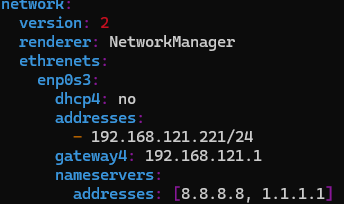 network:
  version: 2
  renderer: NetworkManager
  ethrenets:
    enp0s3:
      dhcp4: no
      addresses:
        - 192.168.121.221/24
      gateway4: 192.168.121.1
      nameservers:
        addresses: [8.8.8.8, 1.1.1.1]